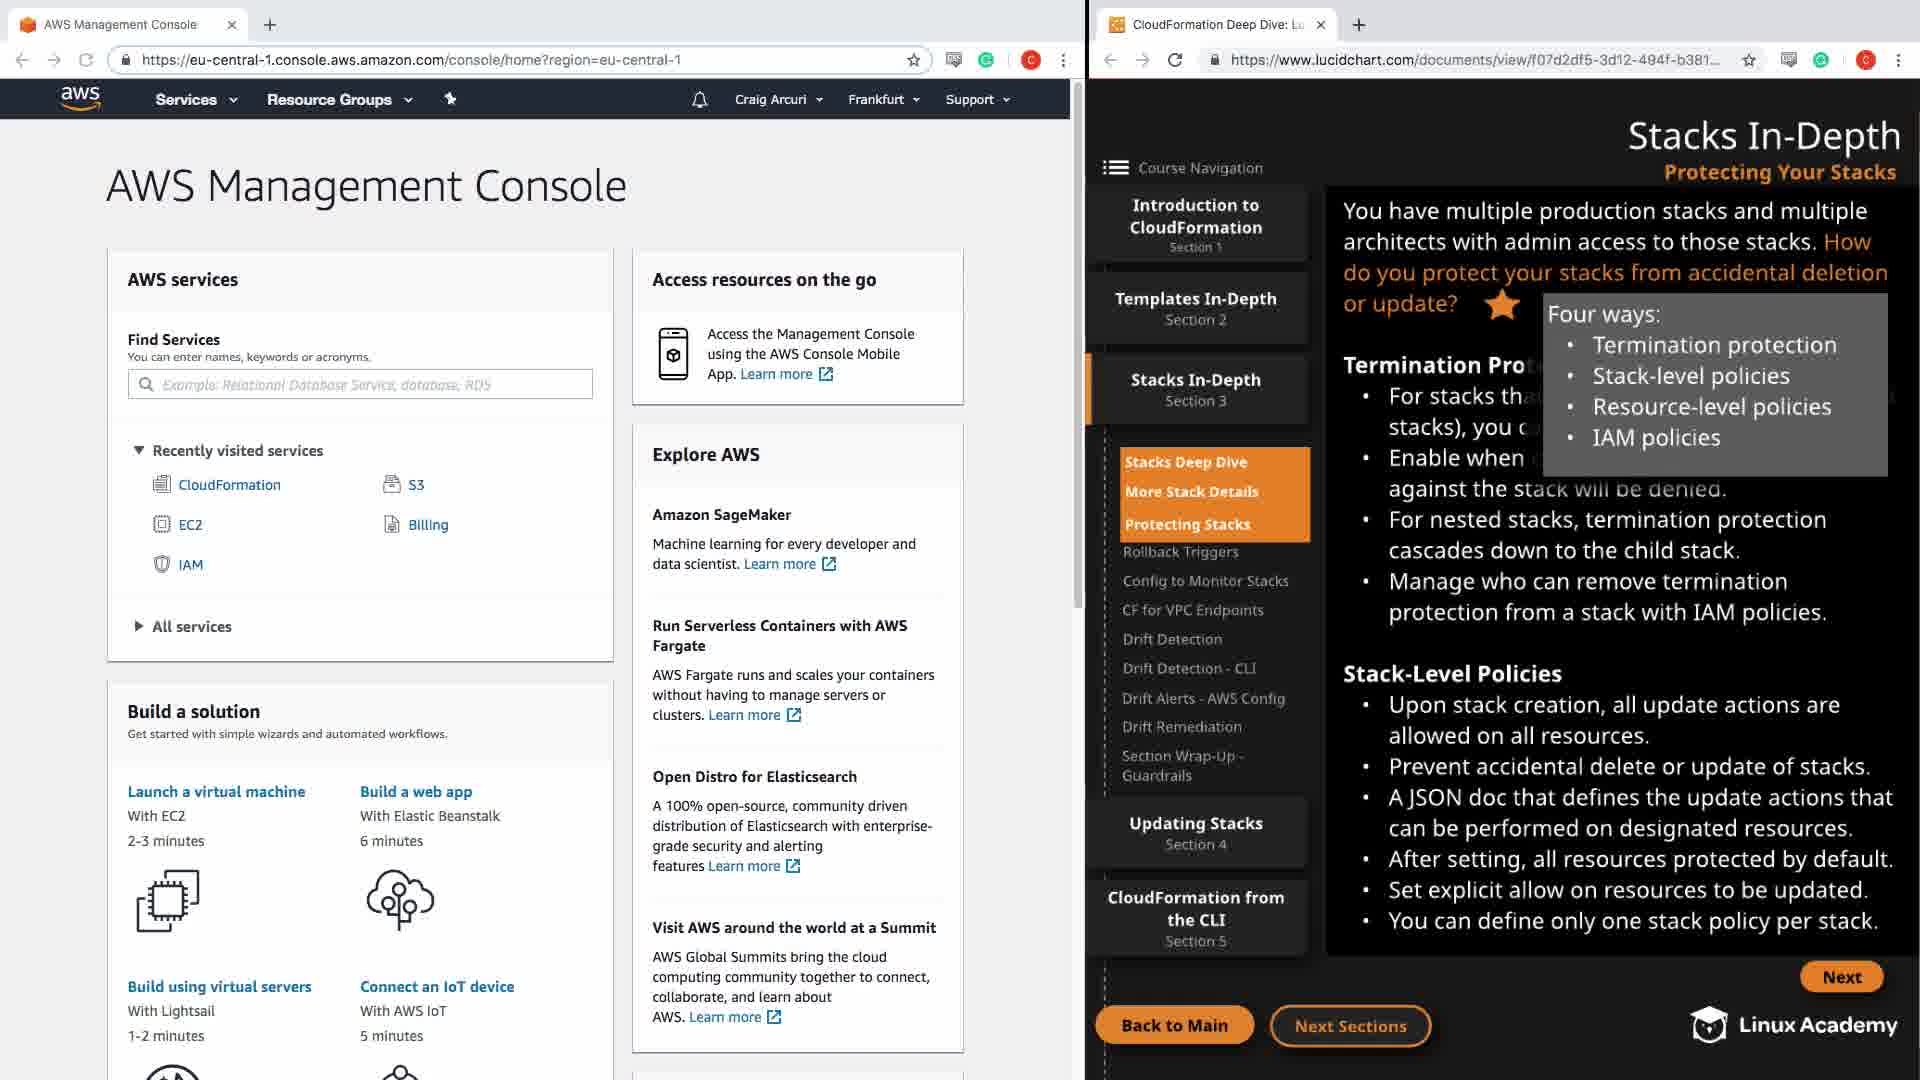 AWS Management Console
https://eu-central-1.console.aws.amazon.com/console/home?region=eu-central-1
C
aws
Services
Resource Groups
Craig Arcuri
Frankfurt
Support
AWS Management Console
AWS services
Find Services
You can enter names, keywords or acronyms.
Example: Relational Database Service, database, RDS
Recently visited services
CloudFormation
S3
EC2
Billing
IAM
All services
Build a solution
Get started with simple wizards and automated workflows.
Launch a virtual machine
With EC2
2-3 minutes
Build a web app
With Elastic Beanstalk
6 minutes
Build using virtual servers
With Lightsail
1-2 minutes
Connect an IoT device
With AWS IoT
5 minutes
Access resources on the go
Access the Management Console
using the AWS Console Mobile
App. Learn more
Explore AWS
Amazon SageMaker
Machine learning for every developer and
data scientist. Learn more
Run Serverless Containers with AWS
Fargate
AWS Fargate runs and scales your containers
without having to manage servers or
clusters. Learn more
Open Distro for Elasticsearch
A 100% open-source, community driven
distribution of Elasticsearch with enterprise-
grade security and alerting
features Learn more
Visit AWS around the world at a Summit
AWS Global Summits bring the cloud
computing community together to connect,
collaborate, and learn about
AWS. Learn more
CloudFormation Deep Dive: Lu
https://www.lucidchart.com/documents/view/f07d2df5-3d12-494f-b381...
C
Stacks In-Depth
Protecting Your Stacks
Course Navigation
Introduction to
CloudFormation
Section 1
Templates In-Depth
Section 2
Stacks In-Depth
Section 3
Stacks Deep Dive
More Stack Details
Protecting Stacks
Rollback Triggers
Config to Monitor Stacks
CF for VPC Endpoints
Drift Detection
Drift Detection - CLI
Drift Alerts - AWS Config
Drift Remediation
Section Wrap-Up -
Guardrails
Updating Stacks
Section 4
CloudFormation from
the CLI
Section 5
Back to Main
Next Sections
You have multiple production stacks and multiple
architects with admin access to those stacks. How
do you protect your stacks from accidental deletion
or update?
Four ways:
• Termination protection
• Stack-level policies
• Resource-level policies
• IAM policies
Termination Prot
• For stacks
stacks), you
• Enable when
against the stack will be denied.
• For nested stacks, termination protection
cascades down to the child stack.
• Manage who can remove termination
protection from a stack with IAM policies.
Stack-Level Policies
• Upon stack creation, all update actions are
allowed on all resources.
• Prevent accidental delete or update of stacks.
• A JSON doc that defines the update actions that
can be performed on designated resources.
• After setting, all resources protected by default.
• Set explicit allow on resources to be updated.
• You can define only one stack policy per stack.
Next
Linux Academy